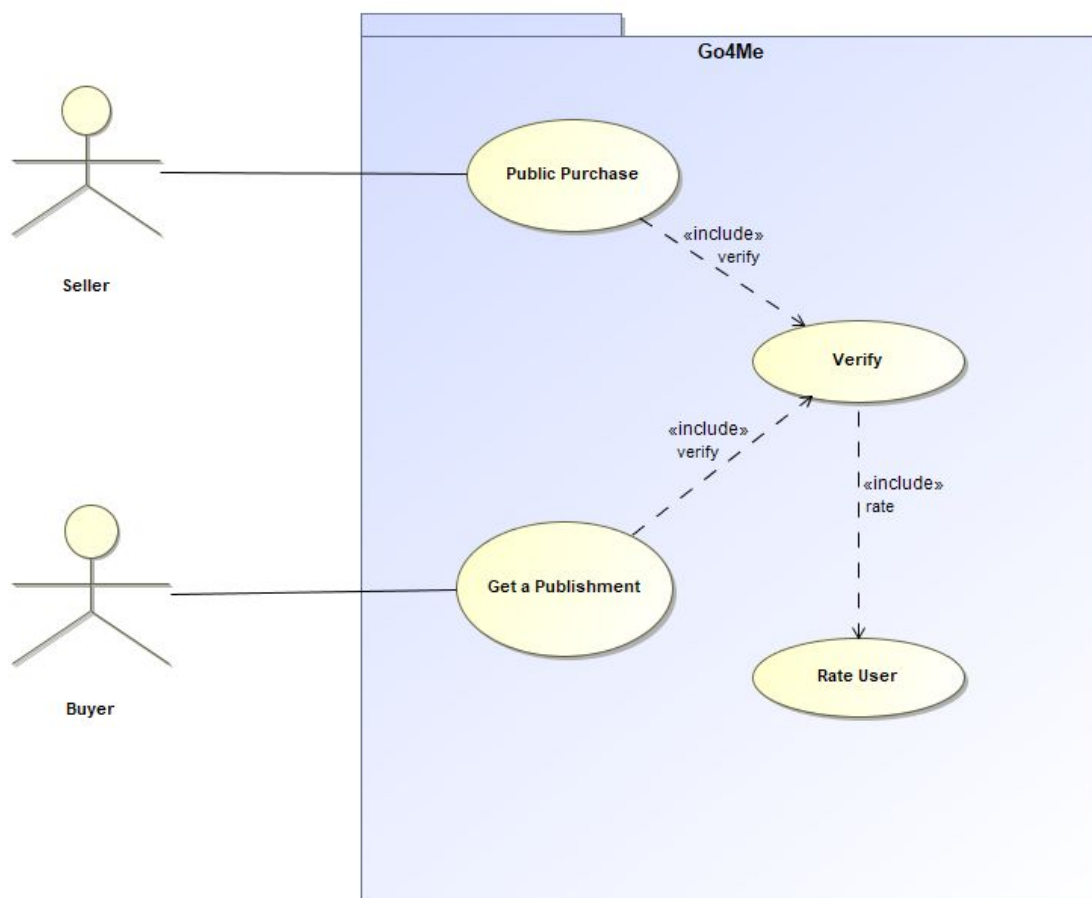 Go4Me
Public Purchase
Seller
«include»
verify
Verify
«include»
verify
«include»
rate
Get a Publishment
Buyer
Rate User